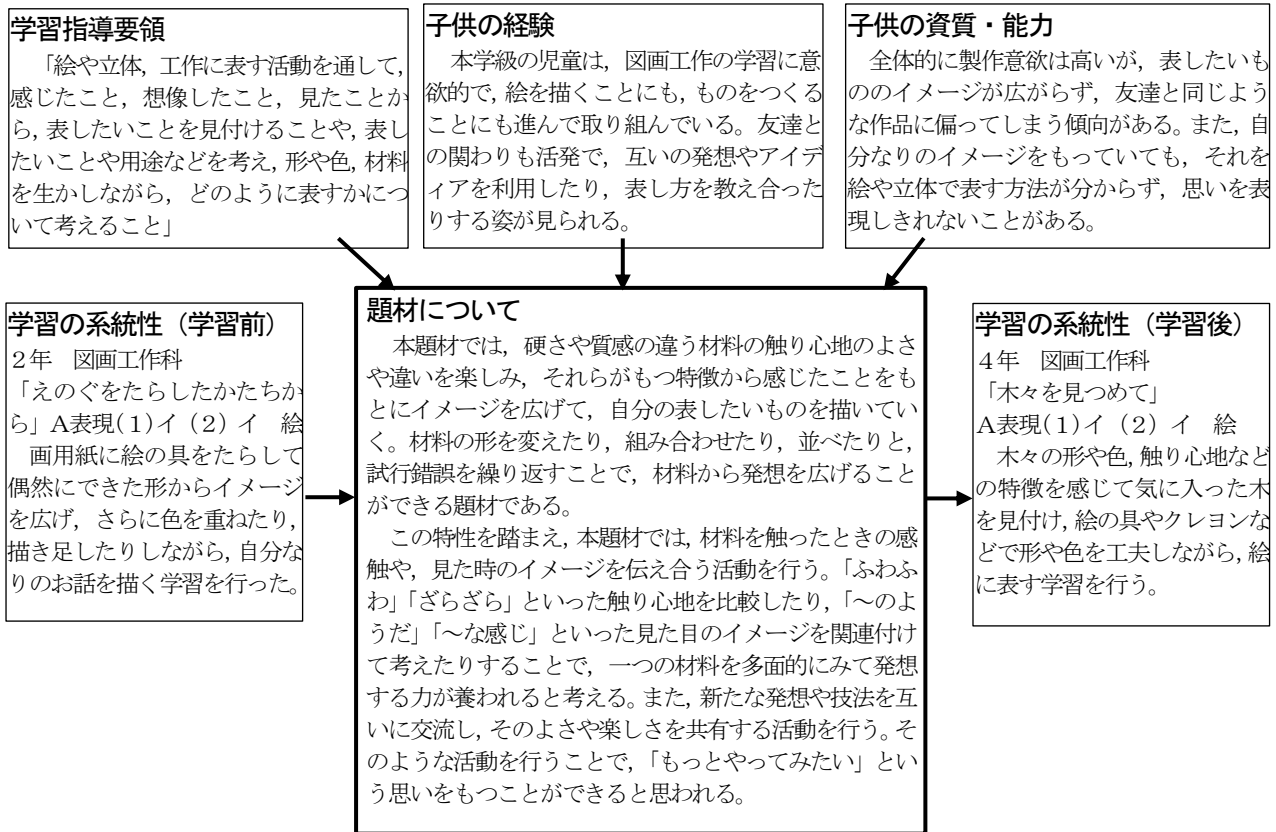 学習指導要領
「絵や立体，工作に表す活動を通して，
感じたこと，想像したこと，見たことか
ら，表したいことを見付けることや，表し
たいことや用途などを考え，形や色，材料
を生かしながら，どのように表すかにつ
いて考えること」
子供の経験
本学級の児童は，図画工作の学習に意
欲的で，絵を描くことにも，ものをつくる
ことにも進んで取り組んでいる。友達と
の関わりも活発で，互いの発想やアイデ
ィアを利用したり，表し方を教え合った
りする姿が見られる。
子供の資質・能力
全体的に製作意欲は高いが，表したいも
ののイメージが広がらず，友達と同じよう
な作品に偏ってしまう傾向がある。また，自
分なりのイメージをもっていても，それを
絵や立体で表す方法が分からず，思いを表
現しきれないことがある。
学習の系統性（学習前）
２年　図画工作科
「えのぐをたらしたかたちか
ら」Ａ表現(１)イ（２）イ　絵
画用紙に絵の具をたらして
偶然にできた形からイメージ
を広げ，さらに色を重ねたり，
描き足したりしながら，自分な
りのお話を描く学習を行った。
題材について
本題材では，硬さや質感の違う材料の触り心地のよさ
や違いを楽しみ，それらがもつ特徴から感じたことをも
とにイメージを広げて，自分の表したいものを描いてい
く。材料の形を変えたり，組み合わせたり，並べたりと，
試行錯誤を繰り返すことで，材料から発想を広げること
ができる題材である。
この特性を踏まえ，本題材では，材料を触ったときの感
触や，見た時のイメージを伝え合う活動を行う。「ふわふ
わ」「ざらざら」といった触り心地を比較したり，「～のよ
うだ」「～な感じ」といった見た目のイメージを関連付け
て考えたりすることで，一つの材料を多面的にみて発想
する力が養われると考える。また，新たな発想や技法を互
いに交流し，そのよさや楽しさを共有する活動を行う。そ
のような活動を行うことで，「もっとやってみたい」とい
う思いをもつことができると思われる。
学習の系統性（学習後）
４年　図画工作科
「木々を見つめて」
Ａ表現(１)イ（２）イ　絵
木々の形や色，触り心地など
の特徴を感じて気に入った木
を見付け，絵の具やクレヨンな
どで形や色を工夫しながら，絵
に表す学習を行う。